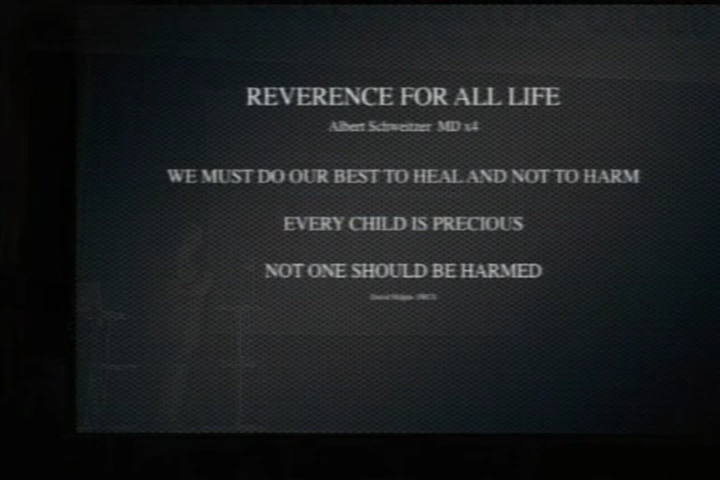 REVERENCE FOR ALL LIFE
Albert Schweitzer MD x4
WE MUST DO OUR BEST TO HEAL AND NOT TO HARM
EVERY CHILD IS PRECIOUS
NOT ONE SHOULD BE HARMED